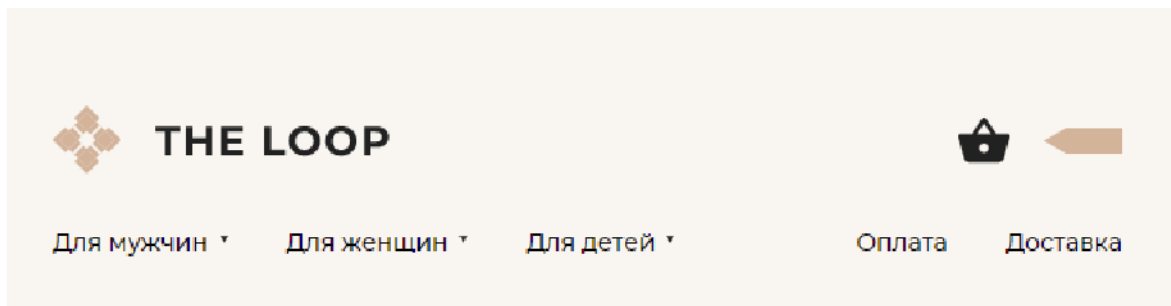 THE LOOP
Для мужчин ▾ Для женщин ▾ Для детей ▾ Оплата Доставка